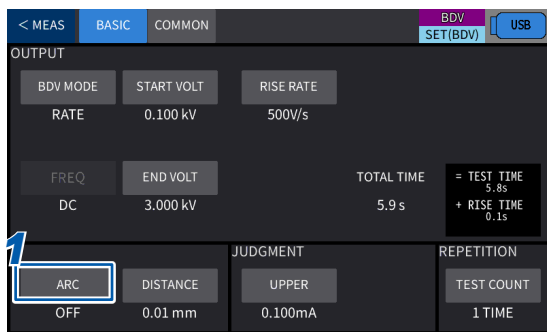 < MEAS BASIC COMMON BDV SET(BDV) USB
OUTPUT
BDV MODE START VOLT RISE RATE
RATE 0.100 kV 500V/s
FREQ END VOLT TOTAL TIME = TEST TIME
5.8s
DC 3.000 kV 5.9 s + RISE TIME
0.1s
1
JUDGMENT REPETITION
ARC DISTANCE UPPER TEST COUNT
OFF 0.01 mm 0.100mA 1 TIME